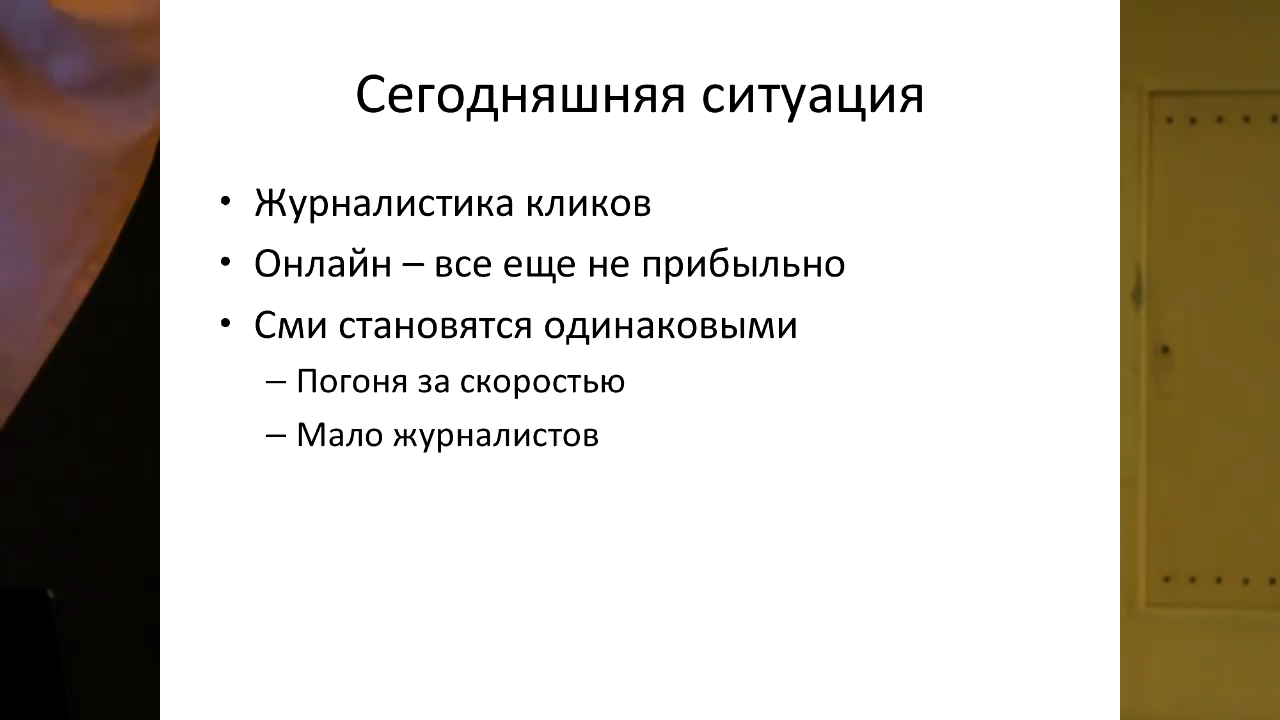 Сегодняшняя ситуация
• Журналистика кликов
• Онлайн – все еще не прибыльно
• Сми становятся одинаковыми
– Погоня за скоростью
– Мало журналистов